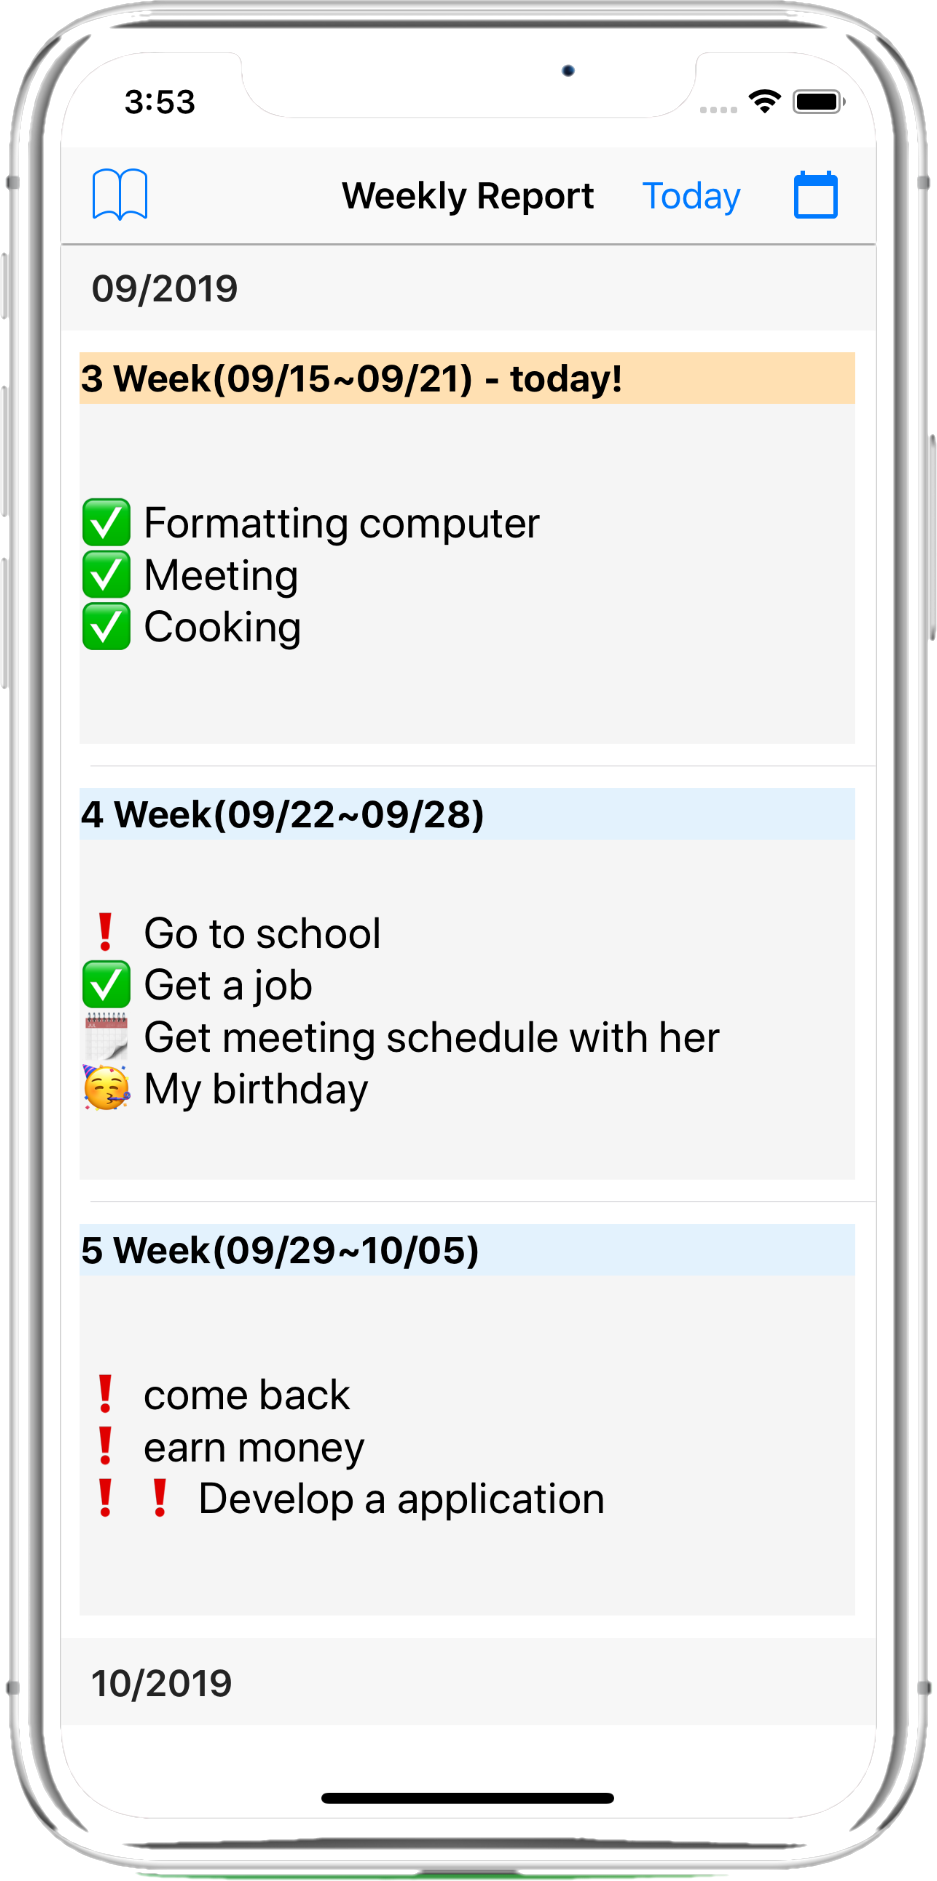 3:53
Weekly Report Today
09/2019
3 Week(09/15~09/21) - today!
✅ Formatting computer
✅ Meeting
✅ Cooking
4 Week(09/22~09/28)
❗ Go to school
✅ Get a job
🗓 Get meeting schedule with her
🥳 My birthday
5 Week(09/29~10/05)
❗ come back
❗ earn money
❗❗ Develop a application
10/2019